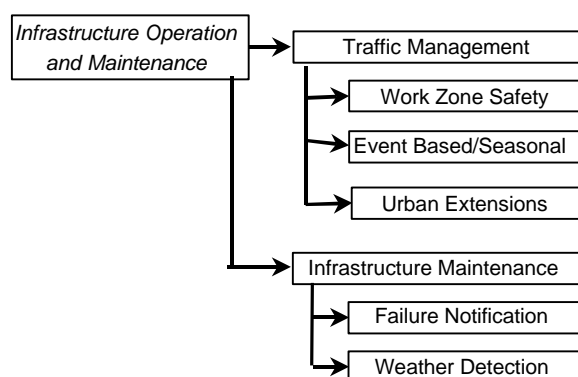 Infrastructure Operation
and Maintenance
Traffic Management
Work Zone Safety
Event Based/Seasonal
Urban Extensions
Infrastructure Maintenance
Failure Notification
Weather Detection